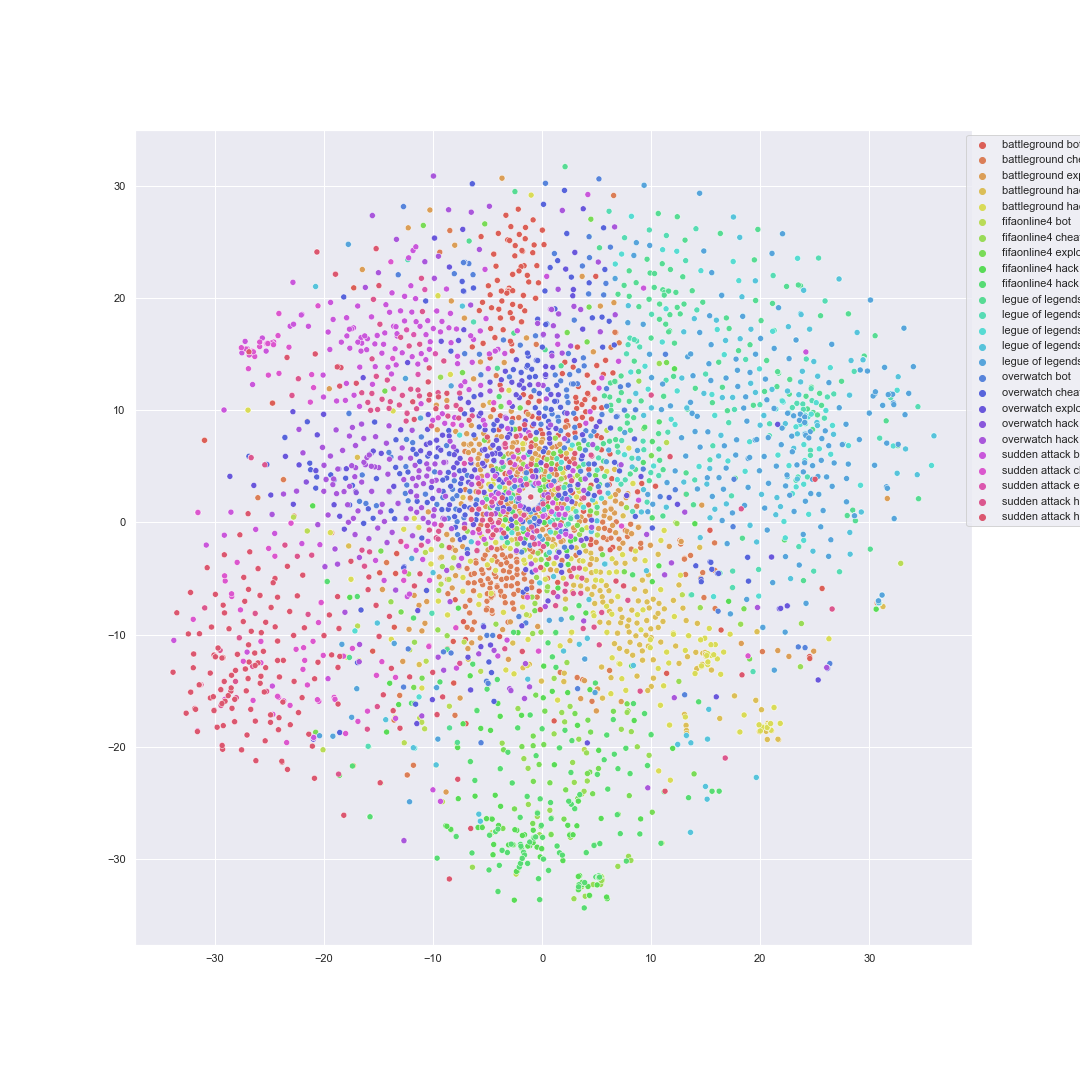 30
20
10
0
−10
−20
−30
−30
−20
−10
0
10
20
30
battleground bot
battleground che
battleground exp
battleground hac
battleground hac
fifaonline4 bot
fifaonline4 chea
fifaonline4 explo
fifaonline4 hack
fifaonline4 hack
legue of legends
legue of legends
legue of legends
legue of legends
legue of legends
overwatch bot
overwatch chea
overwatch explo
overwatch hack
overwatch hack
sudden attack b
sudden attack cl
sudden attack e
sudden attack h
sudden attack h